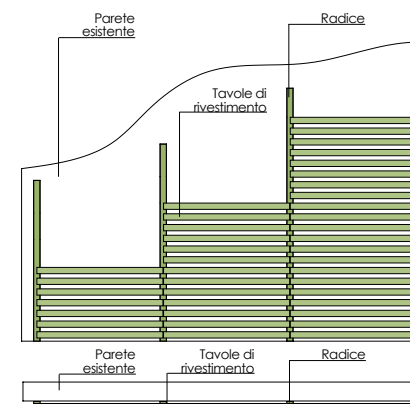 Parete
esistente
Radice
Tavole di
rivestimento
Parete
esistente
Tavole di
rivestimento
Radice